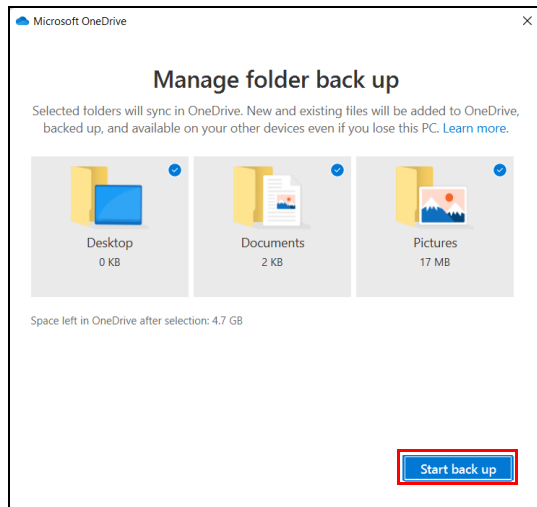 Microsoft OneDrive
Manage folder back up
Selected folders will sync in OneDrive. New and existing files will be added to OneDrive,
backed up, and available on your other devices even if you lose this PC. Learn more.
Desktop
0 KB
Documents
2 KB
Pictures
17 MB
Space left in OneDrive after selection: 4.7 GB
Start back up